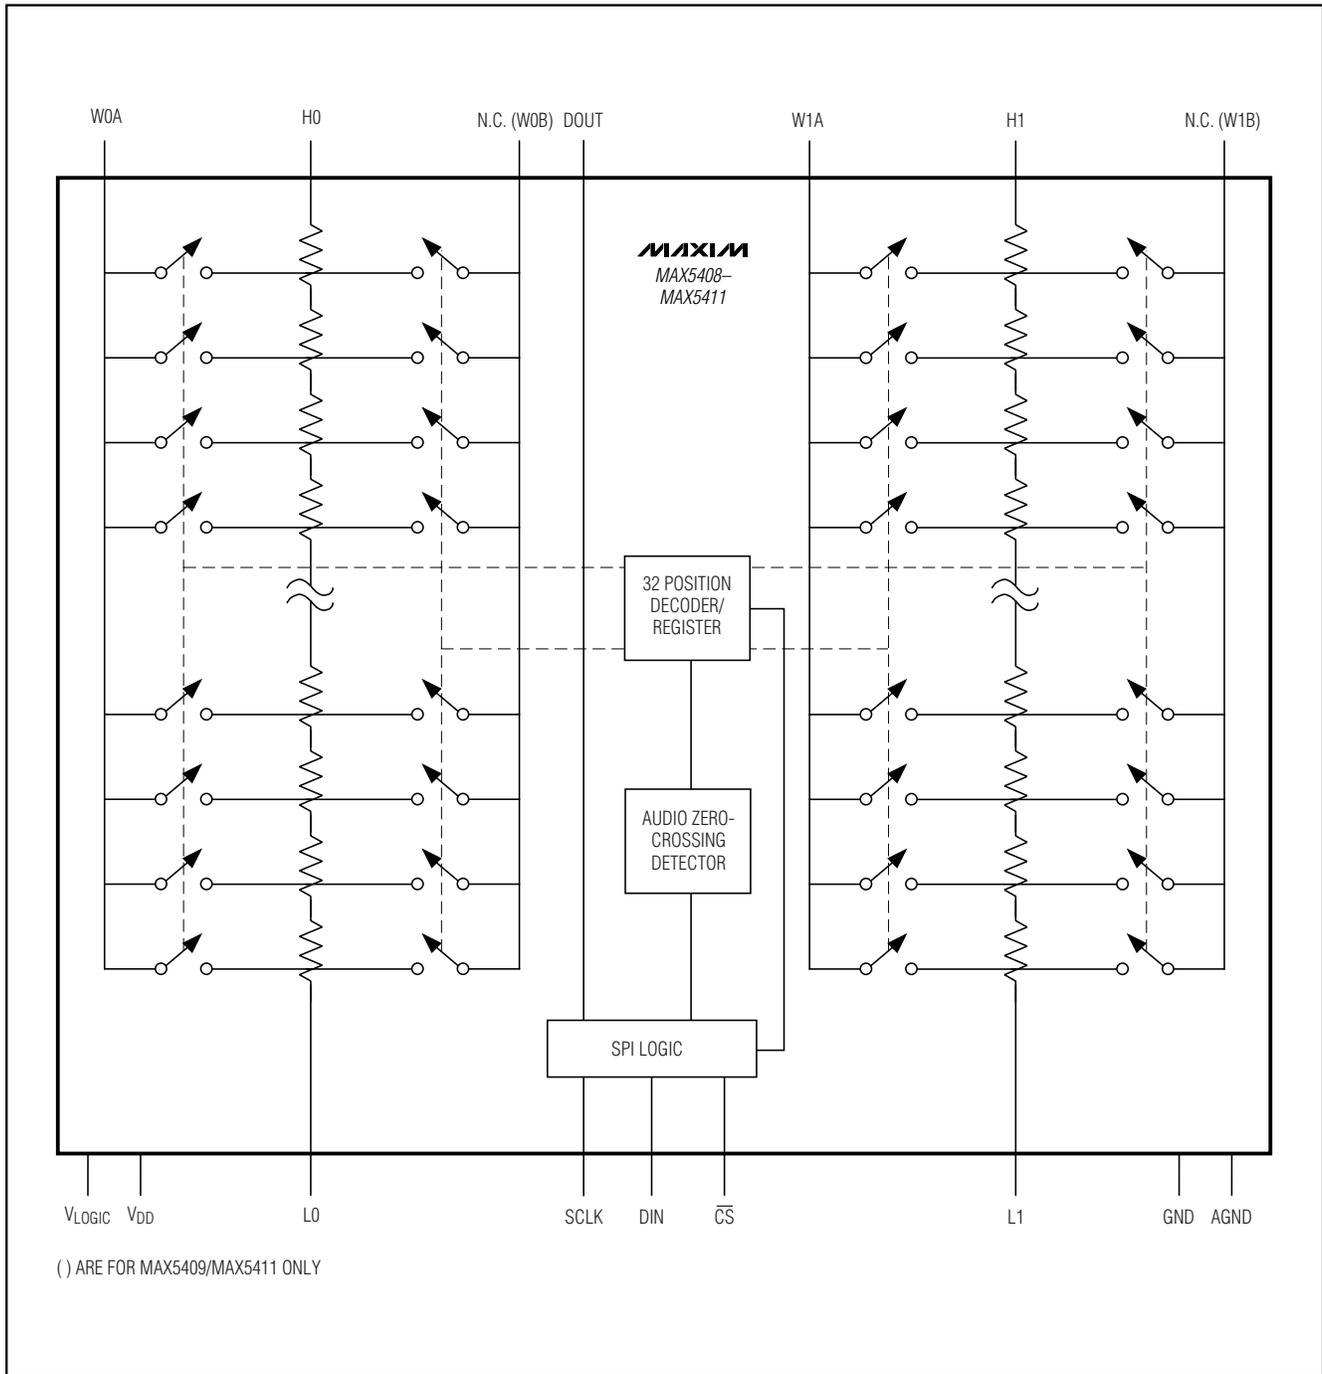 W0A
H0
N.C. (W0B)
DOUT
W1A
H1
N.C. (W1B)
MAXIM
MAX5408–
MAX5411
32 POSITION
DECODER/
REGISTER
AUDIO ZERO-
CROSSING
DETECTOR
SPI LOGIC
VLOGIC
VDD
L0
SCLK
DIN
CS
L1
GND
AGND
( ) ARE FOR MAX5409/MAX5411 ONLY